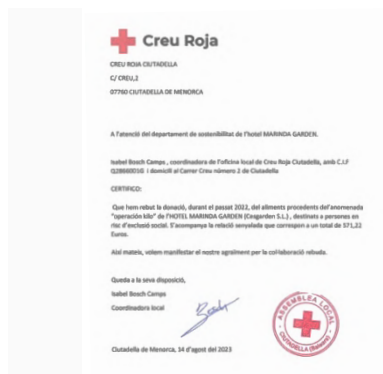 Creu Roja
CREU ROJA CIUTADELLA
C/ CREU,2
07760 CIUTADELLA DE MENORCA
A l'atenció del departament de sostenibilitat de l'hotel MARINDA GARDEN.
Isabel Bosch Camps , coordinadora de l'oficina local de Creu Roja Ciutadella, amb C.I.F
Q2866001G i domicili al Carrer Creu número 2 de Ciutadella
CERTIFICO:
Que hem rebut la donació, durant el passat 2022, del aliments procedents del'anomenada
"operación kilo" de l'HOTEL MARINDA GARDEN (Cesgarden S.L.) , destinats a persones en
risc d'exclusió social. S'acompanya la relació senyalada que correspon a un total de 571,22
Euros.
Així mateix, volem manifestar el nostre agraïment per la col·laboració rebuda.
Queda a la seva disposició,
Isabel Bosch Camps
Coordinadora local
ASSEMBLEA LOCAL
CIUTADELLA (Balears)
Ciutadella de Menorca, 14 d'agost del 2023